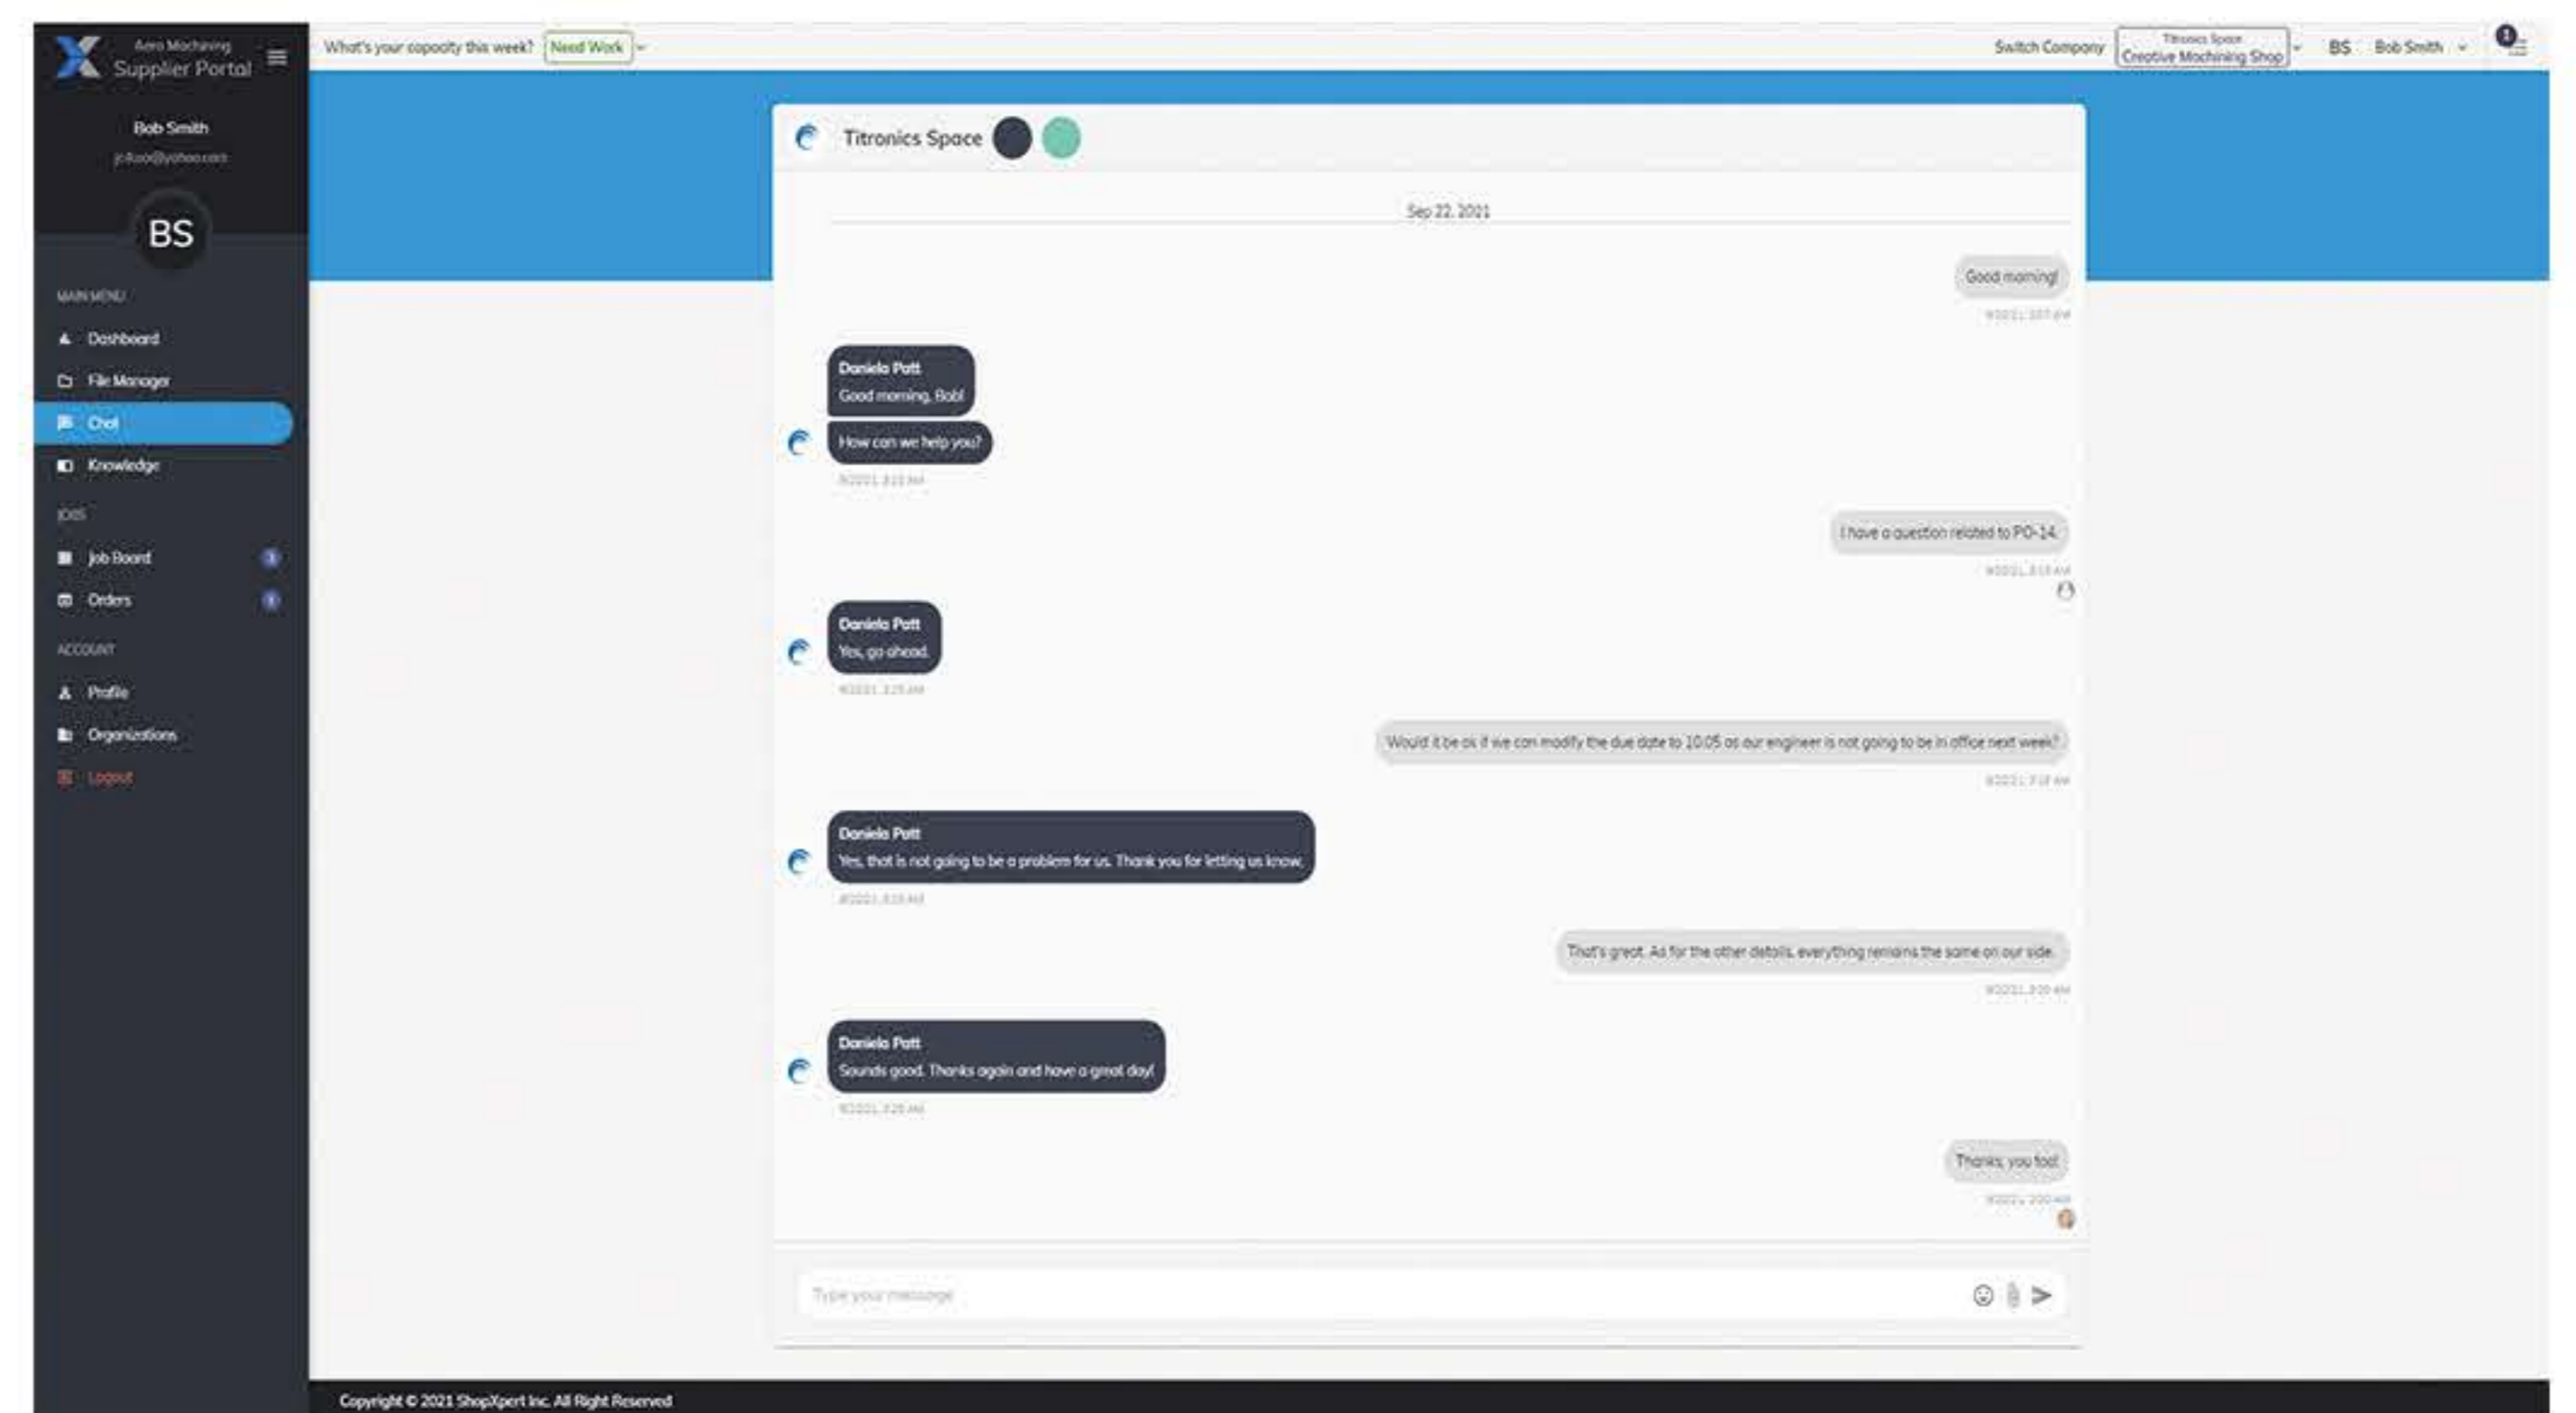 Aero Machining
Supplier Portal
What's your capacity this week?
Need Work
Switch Company
Titronics Space
Creative Machining Shop
BS
Bob Smith
1
Bob Smith
BS
MAIN MENU
Dashboard
File Manager
Chat
Knowledge
JOBS
Job Board
Orders
ACCOUNT
Profile
Organizations
Logout
Titronics Space
Sep 22, 2021
Good morning!
Daniela Patt
Good morning, Bob!
How can we help you?
I have a question related to PO-14.
Daniela Patt
Yes, go ahead.
Would it be ok if we can modify the due date to 10.05 as our engineer is not going to be in office next week?
Daniela Patt
Yes, that is not going to be a problem for us. Thank you for letting us know.
That's great. As for the other details, everything remains the same on our side.
Daniela Patt
Sounds good. Thanks again and have a great day!
Thanks, you too!
Type your message
Copyright © 2021 ShopXpert Inc. All Right Reserved